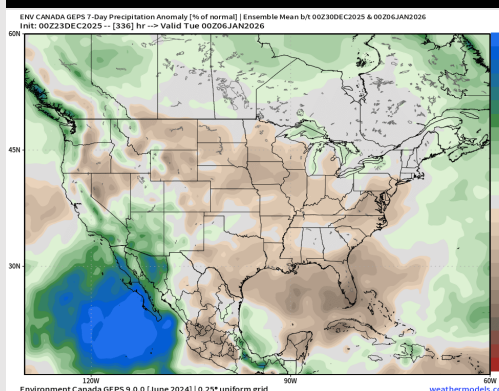 ENV CANADA GEPS 7-Day Precipitation Anomaly [% of normal] | Ensemble Mean b/t 00Z30DEC2025 & 00Z06JAN2026
Init: 00Z23DEC2025 -- [336] hr --> Valid Tue 00Z06JAN2026
60N
45N
30N
120W
90W
60
Environment Canada GEPS 9.0.0 [June 2024] | 0.25° uniform grid
weathermodels.c